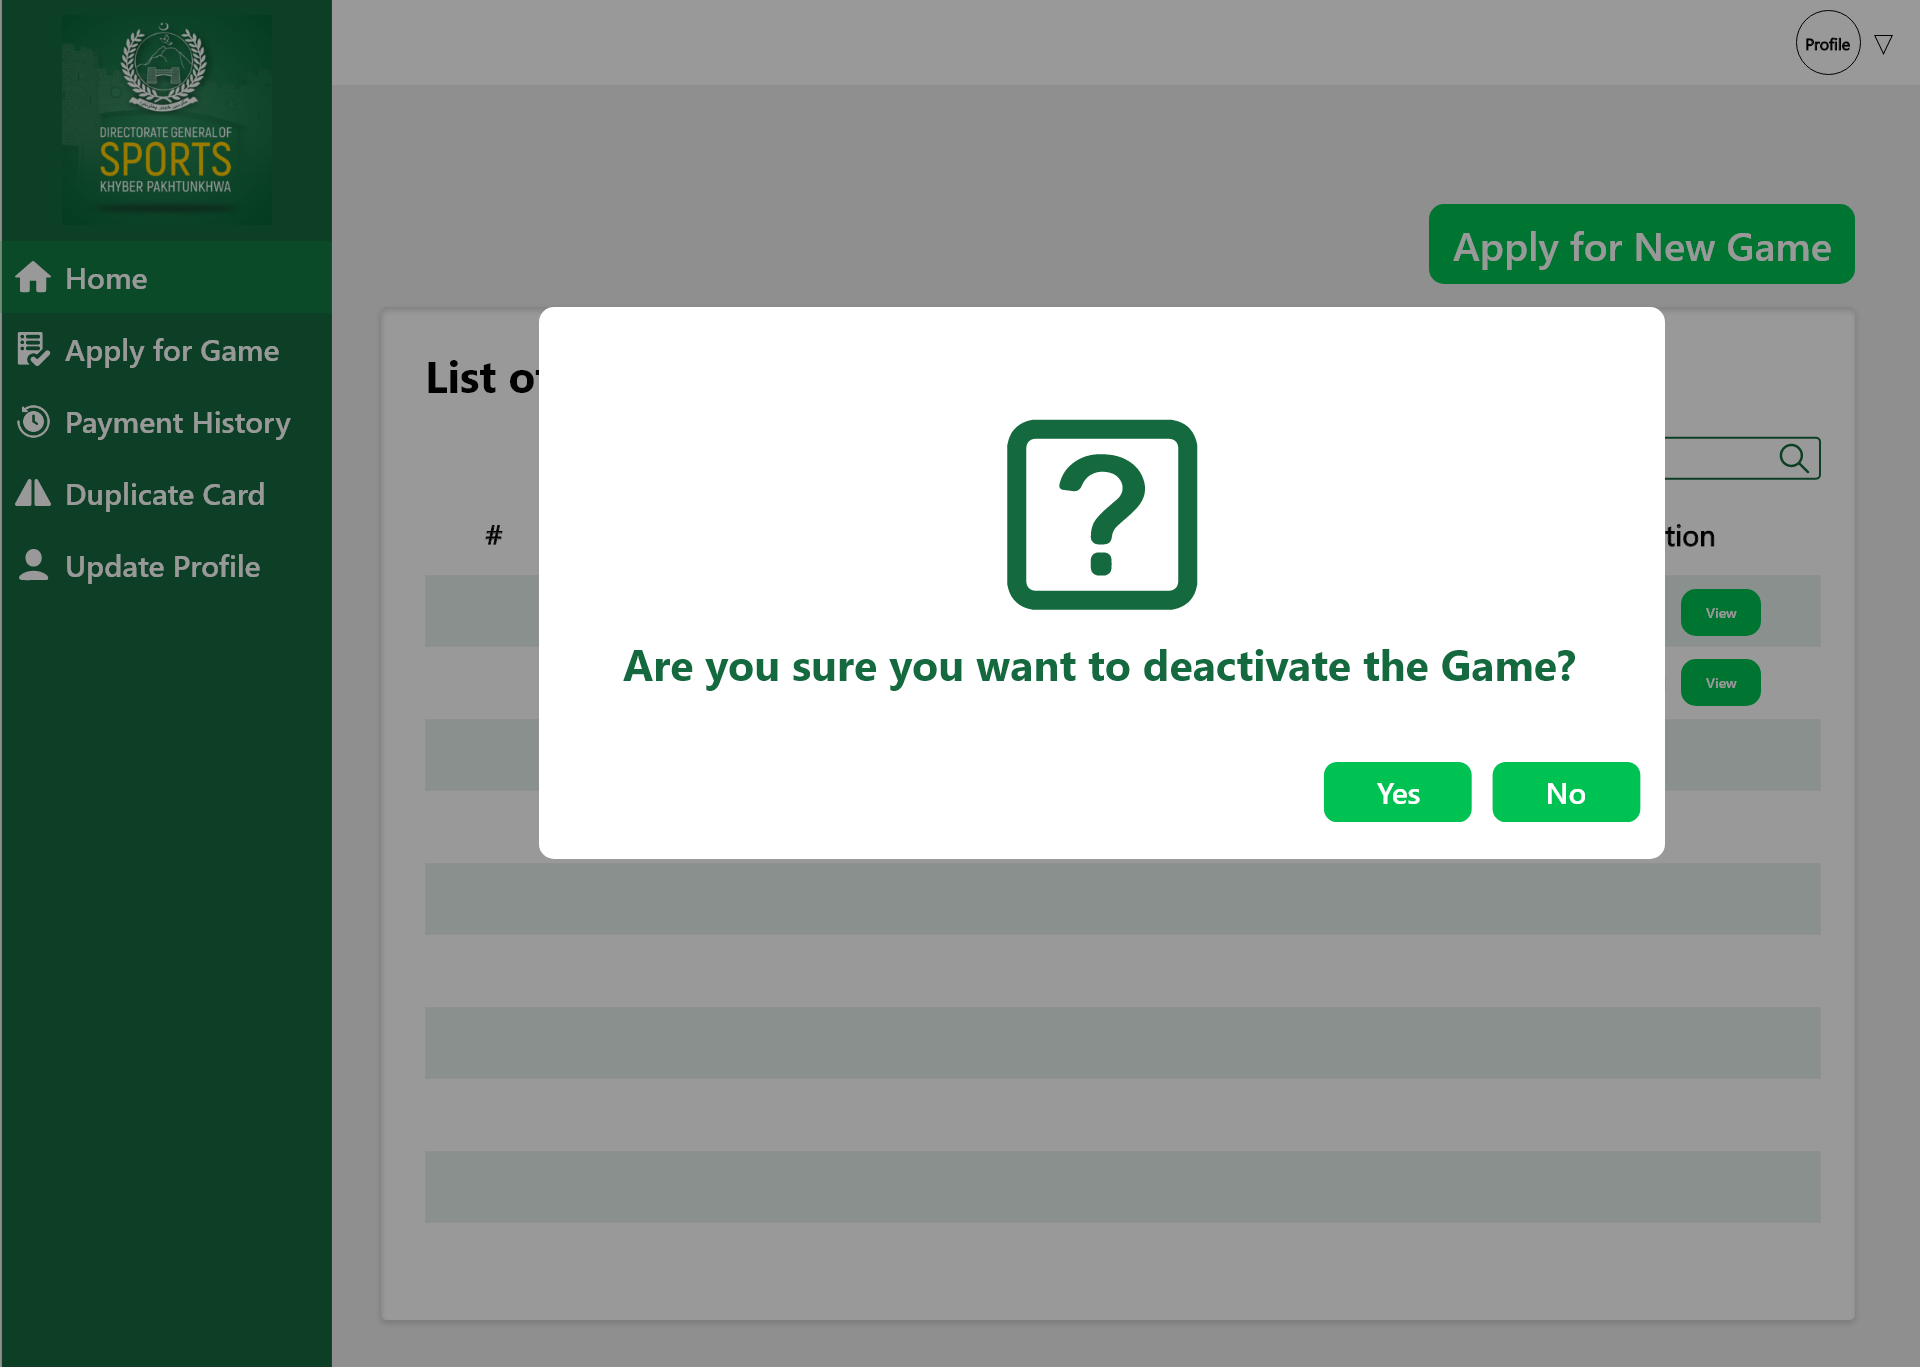 DIRECTORATE GENERAL OF
SPORTS
KHYBER PAKHTUNKHWA
Home
Apply for Game
Payment History
Duplicate Card
Update Profile
Profile
Apply for New Game
List of
#
tion
View
View
?
Are you sure you want to deactivate the Game?
Yes
No